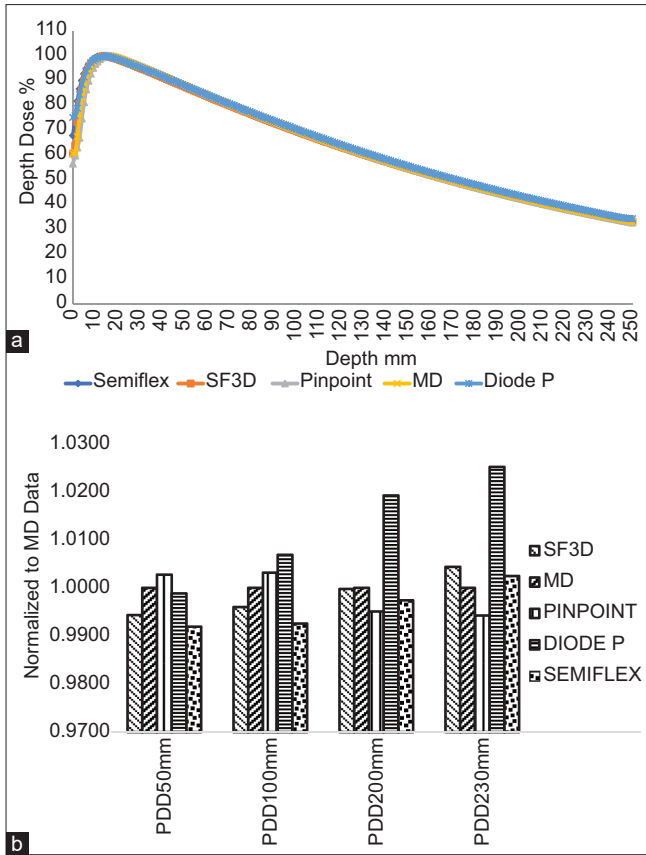 110
100
90
80
70
60
50
40
30
20
10
0
Depth Dose %
0 10 20 30 40 50 60 70 80 90 100 110 120 130 140 150 160 170 180 190 200 210 220 230 240 250
Depth mm
a
Semiflex SF3D Pinpoint MD Diode P
1.0300
1.0200
1.0100
1.0000
0.9900
0.9800
0.9700
Normalized to MD Data
SF3D
MD
PINPOINT
DIODE P
SEMIFLEX
PDD50mm PDD100mm PDD200mm PDD230mm
b